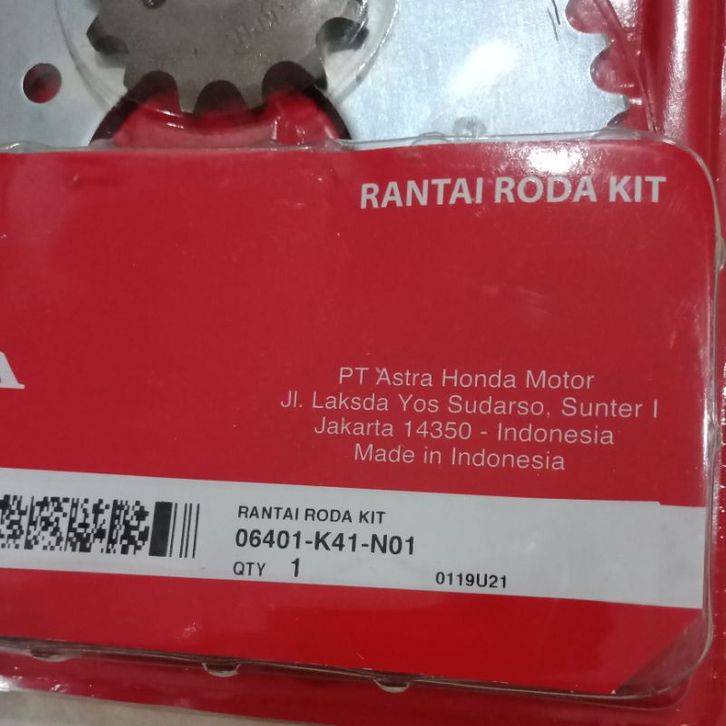 RANTAI RODA KIT
PT Astra Honda Motor
Jl. Laksda Yos Sudarso, Sunter I
Jakarta 14350 - Indonesia
Made in Indonesia
RANTAI RODA KIT
06401-K41-N01
QTY 1 0119U21